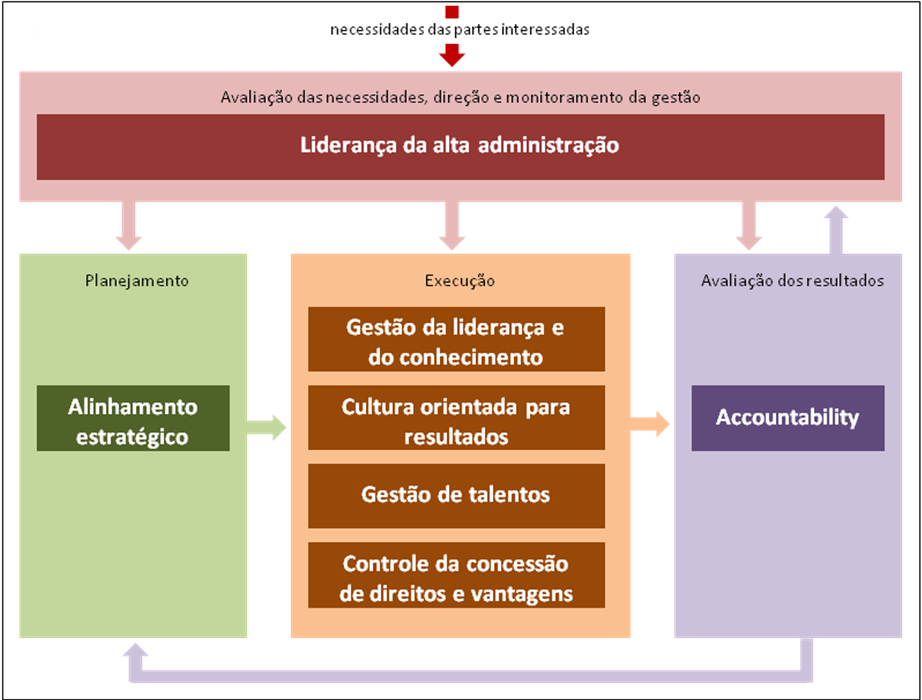 necessidades das partes interessadas
Avaliação das necessidades, direção e monitoramento da gestão
Liderança da alta administração
Planejamento
Alinhamento
estratégico
Execução
Gestão da liderança e
do conhecimento
Cultura orientada para
resultados
Gestão de talentos
Controle da concessão
de direitos e vantagens
Avaliação dos resultados
Accountability